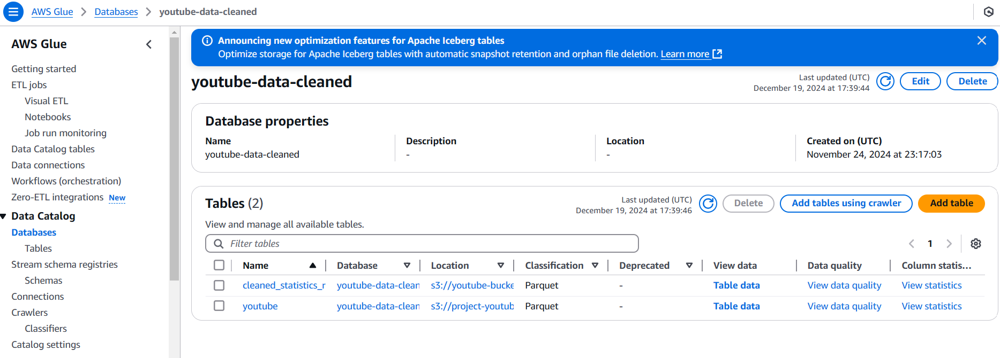 AWS Glue > Databases > youtube-data-cleaned
AWS Glue
Getting started
ETL jobs
Visual ETL
Notebooks
Job run monitoring
Data Catalog tables
Data connections
Workflows (orchestration)
Zero-ETL integrations New
Data Catalog
Databases
Tables
Stream schema registries
Schemas
Connections
Crawlers
Classifiers
Catalog settings
Announcing new optimization features for Apache Iceberg tables
Optimize storage for Apache Iceberg tables with automatic snapshot retention and orphan file deletion. Learn more
youtube-data-cleaned
Last updated (UTC)
December 19, 2024 at 17:39:44
Edit
Delete
Database properties
Name Description Location Created on (UTC)
youtube-data-cleaned - - November 24, 2024 at 23:17:03
Tables (2)
Last updated (UTC)
December 19, 2024 at 17:39:46
Delete
Add tables using crawler
Add table
View and manage all available tables.
Filter tables
1
Name Database Location Classification Deprecated View data Data quality Column statis...
cleaned_statistics_r youtube-data-clean s3://youtube-bucke Parquet - Table data View data quality View statistics
youtube youtube-data-clean s3://project-youtub Parquet - Table data View data quality View statistics